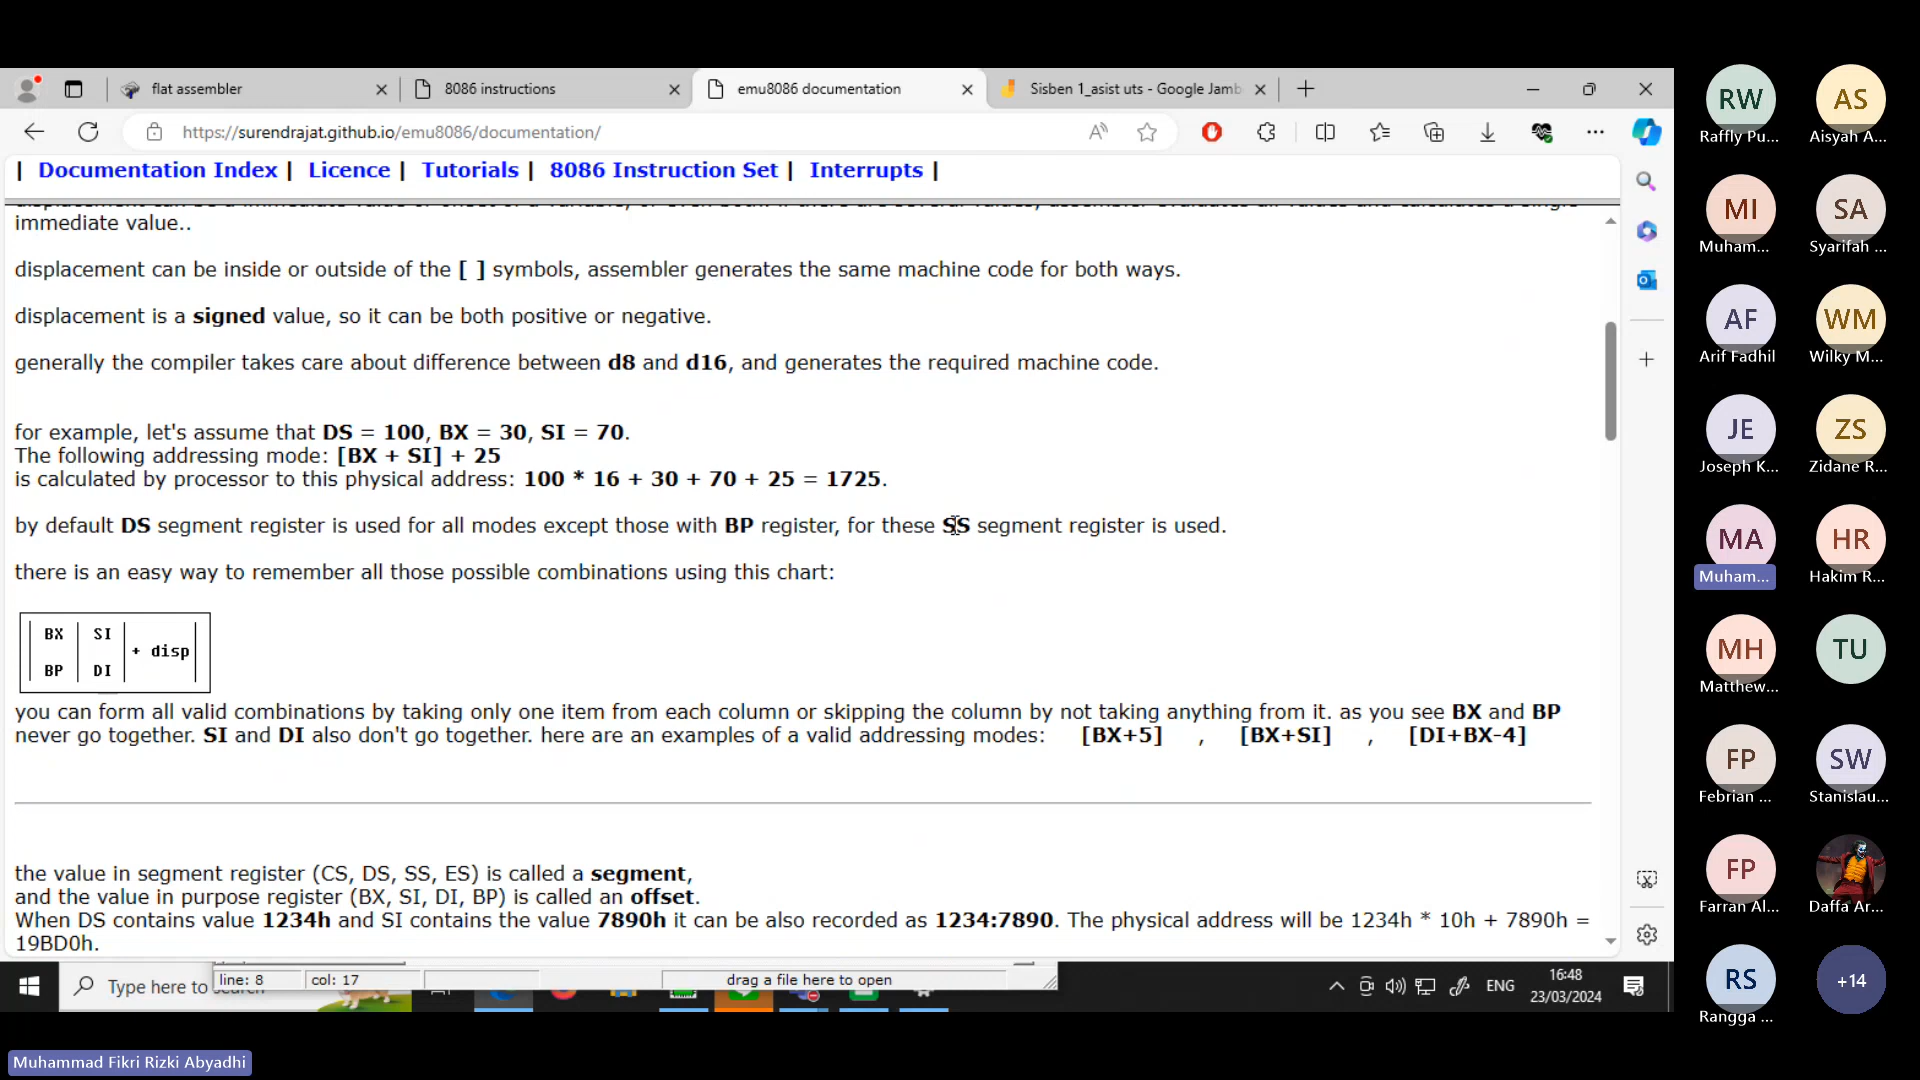 flat assembler
8086 instructions
emu8086 documentation
Sisben 1_asist uts - Google Jamb
https://surendrajat.github.io/emu8086/documentation/
| Documentation Index | Licence | Tutorials | 8086 Instruction Set | Interrupts |
immediate value..
displacement can be inside or outside of the [ ] symbols, assembler generates the same machine code for both ways.
displacement is a signed value, so it can be both positive or negative.
generally the compiler takes care about difference between d8 and d16, and generates the required machine code.
for example, let's assume that DS = 100, BX = 30, SI = 70.
The following addressing mode: [BX + SI] + 25
is calculated by processor to this physical address: 100 * 16 + 30 + 70 + 25 = 1725.
by default DS segment register is used for all modes except those with BP register, for these SS segment register is used.
there is an easy way to remember all those possible combinations using this chart:
BX SI
+ disp
BP DI
you can form all valid combinations by taking only one item from each column or skipping the column by not taking anything from it. as you see BX and BP
never go together. SI and DI also don't go together. here are an examples of a valid addressing modes: [BX+5] , [BX+SI] , [DI+BX-4]
the value in segment register (CS, DS, SS, ES) is called a segment,
and the value in purpose register (BX, SI, DI, BP) is called an offset.
When DS contains value 1234h and SI contains the value 7890h it can be also recorded as 1234:7890. The physical address will be 1234h * 10h + 7890h =
19BD0h.
Type here to
line: 8
col: 17
drag a file here to open
ENG
16:48
23/03/2024
RW
Raffly Pu...
AS
Aisyah A...
MI
Muham...
SA
Syarifah ...
AF
Arif Fadhil
WM
Wilky M...
JE
Joseph K...
ZS
Zidane R...
MA
Muham...
HR
Hakim R...
MH
Matthew...
TU
FP
Febrian ...
SW
Stanislau...
FP
Farran Al...
Daffa Ar...
RS
Rangga ...
+14
Muhammad Fikri Rizki Abyadhi